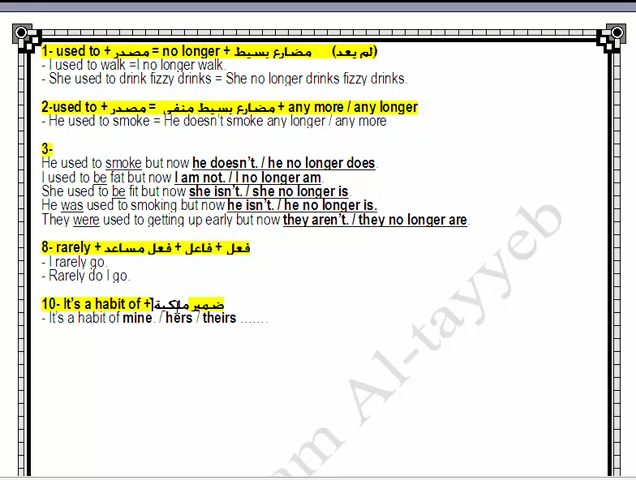 1- used to + مصدر = no longer + مضارع بسيط (لم يعد)
- I used to walk =I no longer walk.
- She used to drink fizzy drinks = She no longer drinks fizzy drinks.
2-used to + مصدر = مضارع بسيط منفى + any more / any longer
- He used to smoke = He doesn't smoke any longer / any more
3-
He used to smoke but now he doesn't. / he no longer does.
I used to be fat but now I am not. / I no longer am.
She used to be fit but now she isn't. / she no longer is.
He was used to smoking but now he isn't. / he no longer is.
They were used to getting up early but now they aren't. / they no longer are.
8- rarely + فعل مساعد + فاعل + فعل
- I rarely go.
- Rarely do I go.
10- It's a habit of + ضمير ملكية
- It's a habit of mine. / hers / theirs .......
am Al-tayyeb